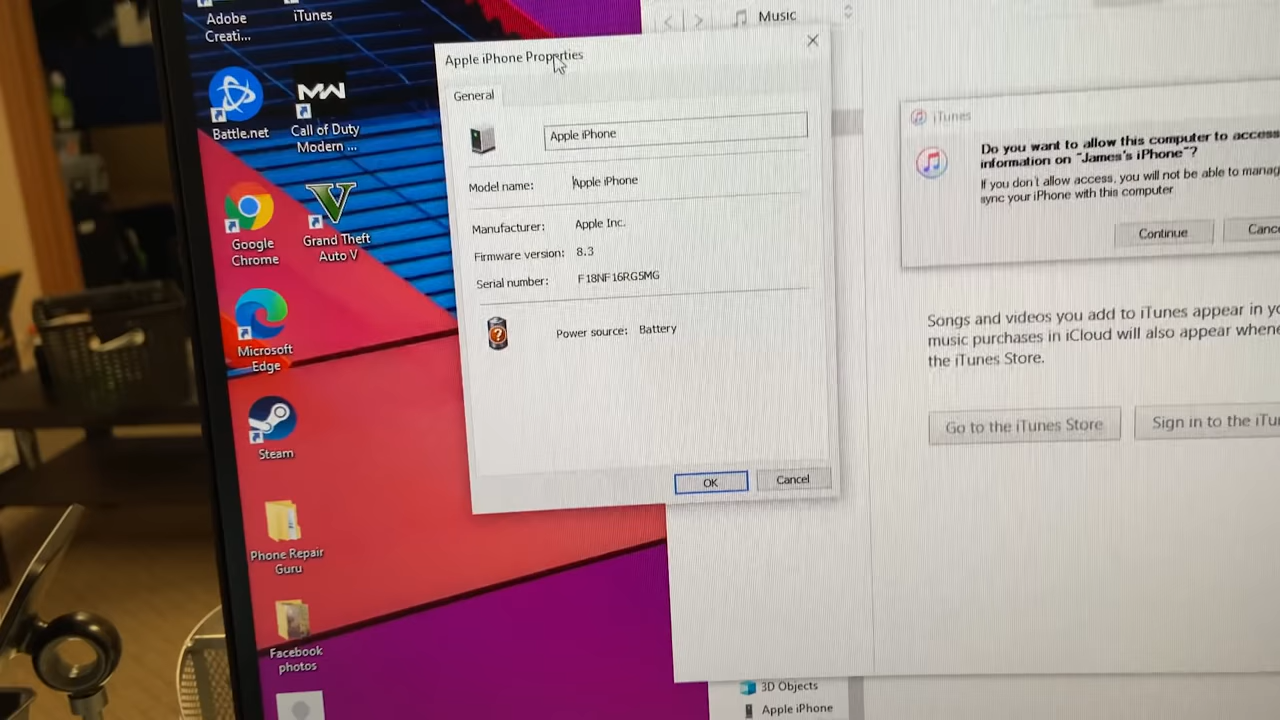 Adobe
Creati...
iTunes
Battle.net
Call of Duty
Modern ...
Google
Chrome
Grand Theft
Auto V
Microsoft
Edge
Steam
Phone Repair
Guru
Facebook
photos
Apple iPhone Properties
General
Apple iPhone
Model name: Apple iPhone
Manufacturer: Apple Inc.
Firmware version: 8.3
Serial number: F18NF16RG5MG
Power source: Battery
OK Cancel
Music
iTunes
Do you want to allow this computer to access
information on "James's iPhone"?
If you don't allow access, you will not be able to manag
sync your iPhone with this computer
Continue Cance
Songs and videos you add to iTunes appear in yo
music purchases in iCloud will also appear whene
the iTunes Store.
Go to the iTunes Store Sign in to the iTu
3D Objects
Apple iPhone